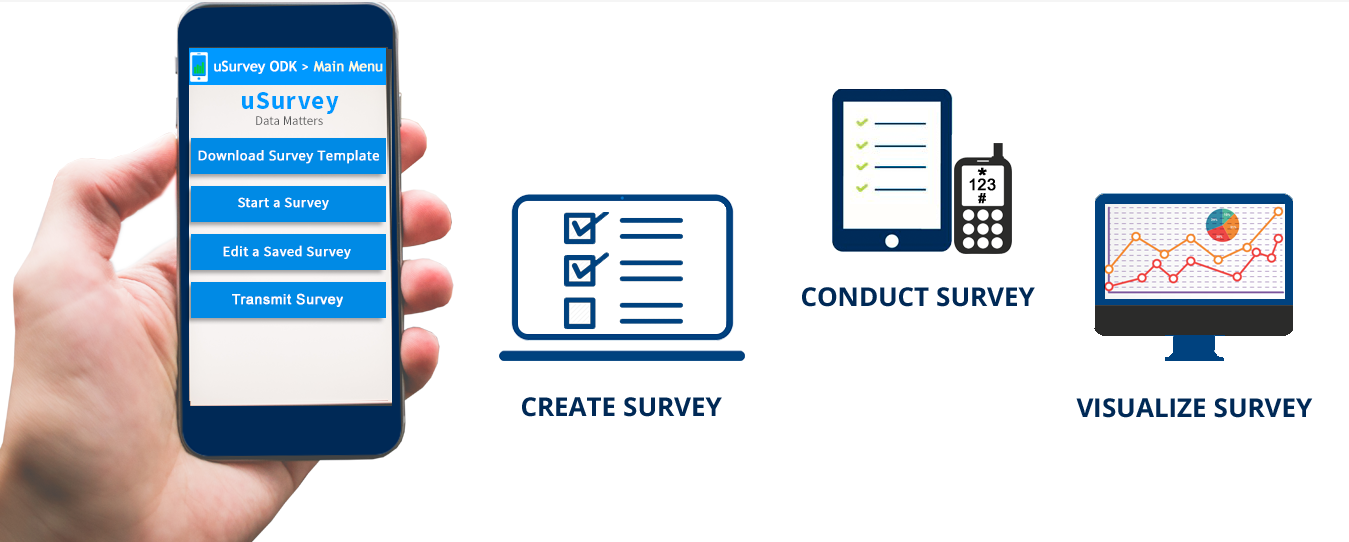 uSurvey ODK > Main Menu
uSurvey
Data Matters
Download Survey Template
Start a Survey
Edit a Saved Survey
Transmit Survey
CREATE SURVEY
*
123
#
CONDUCT SURVEY
VISUALIZE SURVEY